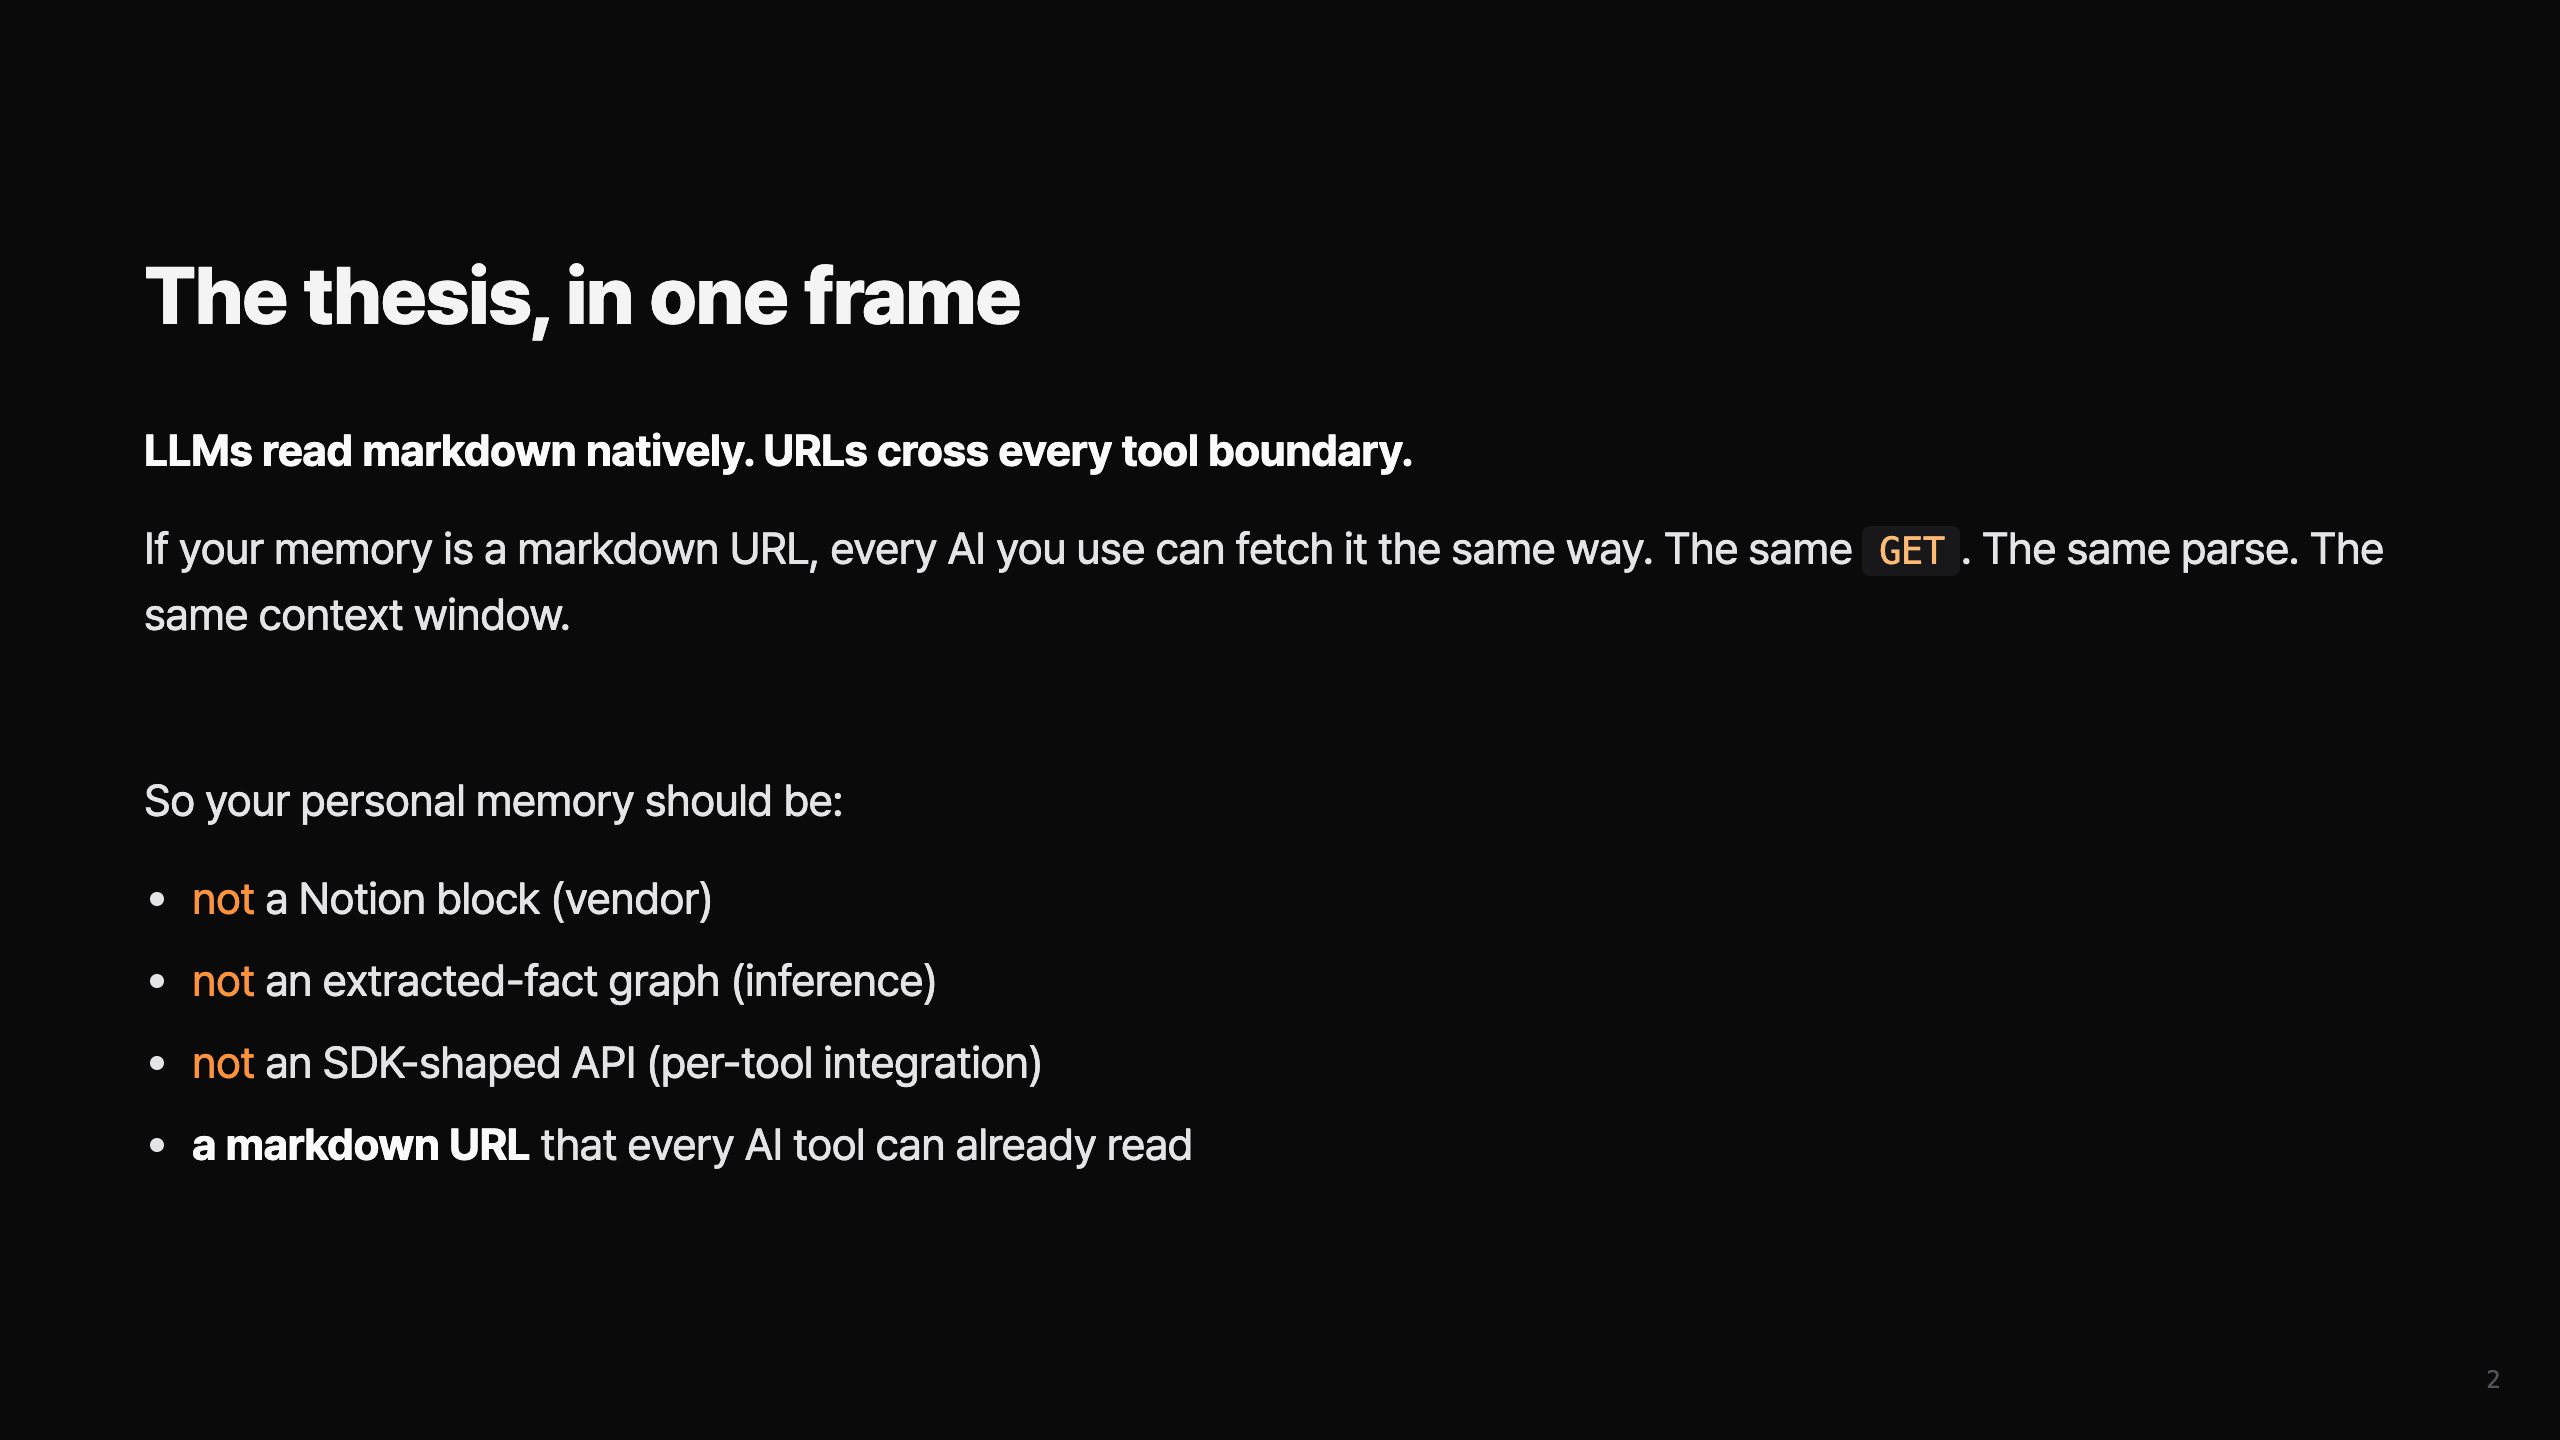 The thesis, in one frame
LLMs read markdown natively. URLs cross every tool boundary.
If your memory is a markdown URL, every AI you use can fetch it the same way. The same GET. The same parse. The
same context window.
So your personal memory should be:
• not a Notion block (vendor)
• not an extracted-fact graph (inference)
• not an SDK-shaped API (per-tool integration)
• a markdown URL that every AI tool can already read
2